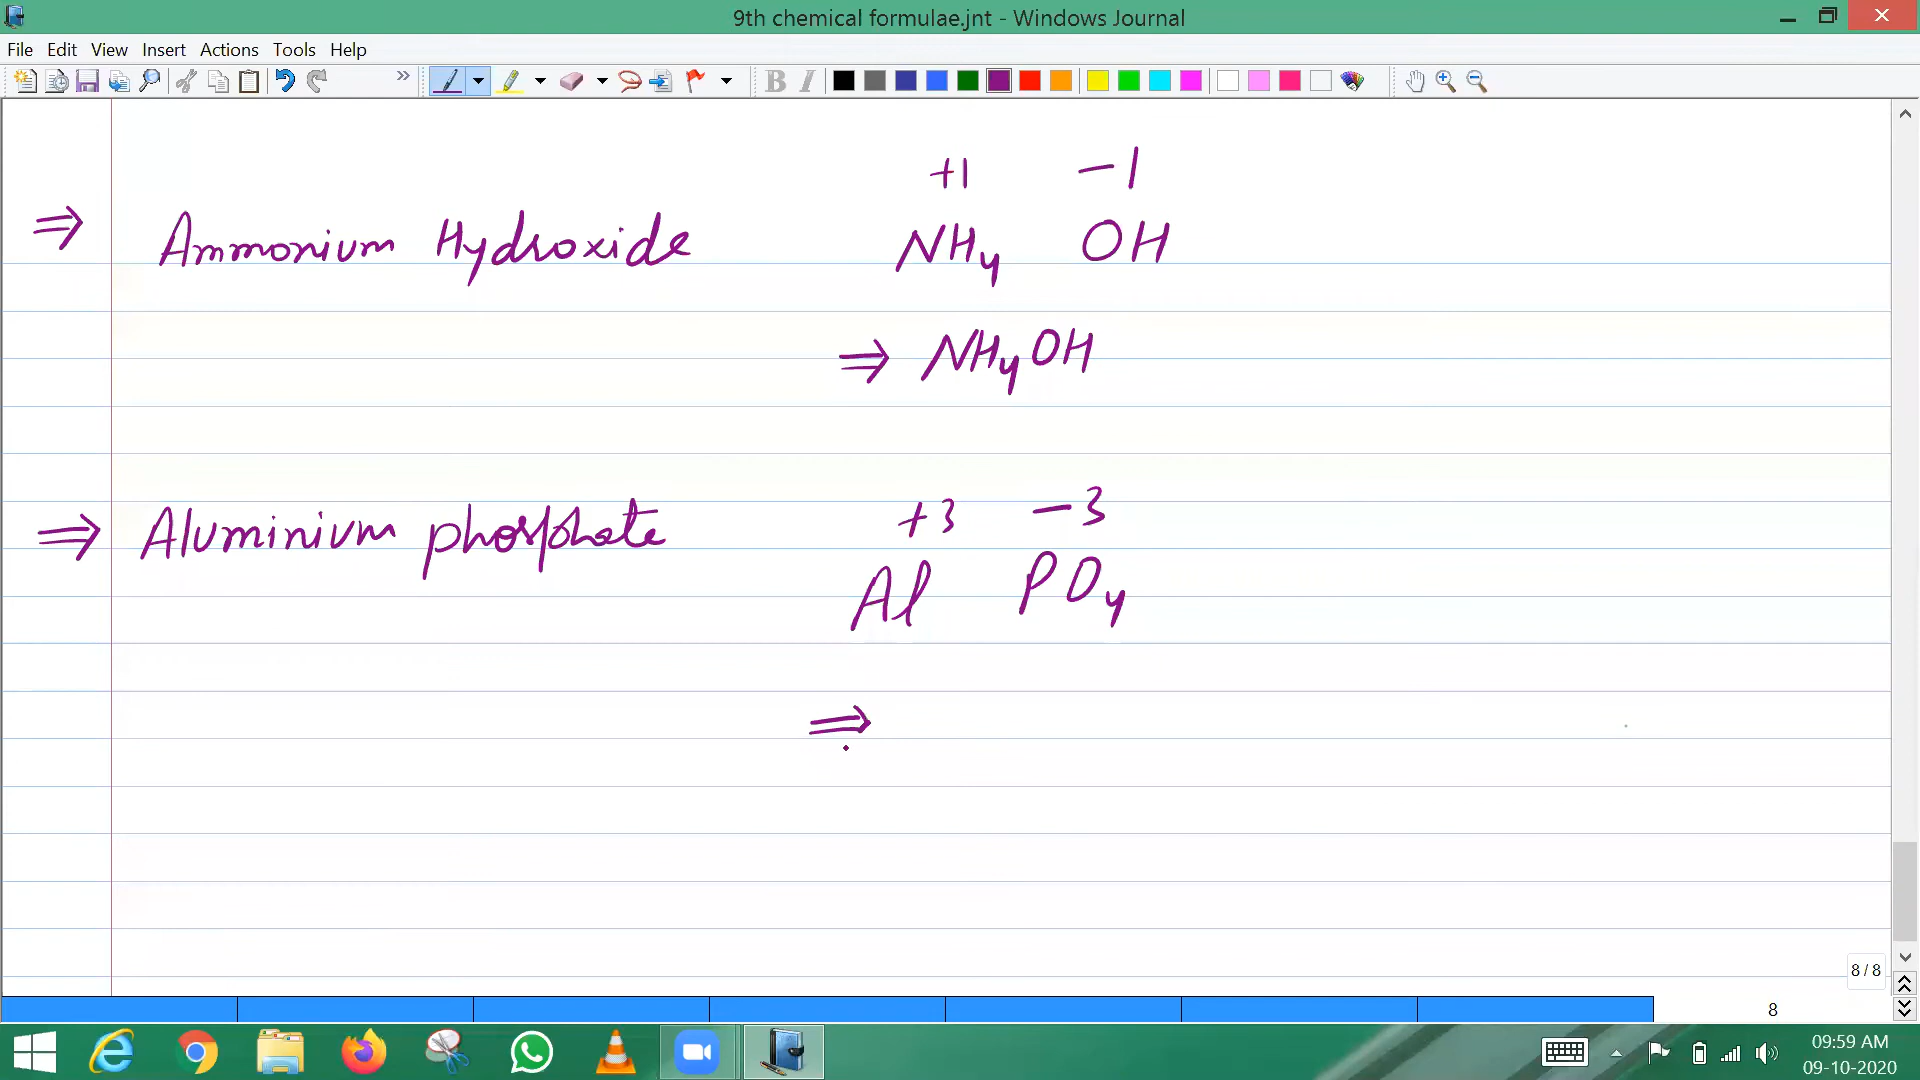 9th chemical formulae.jnt - Windows Journal
File Edit View Insert Actions Tools Help
+1 -1
⇒ Ammonium Hydroxide NH4 OH
⇒ NH4OH
+3 -3
⇒ Aluminium phosphate Al PO4
⇒
8 / 8
8
09:59 AM
09-10-2020